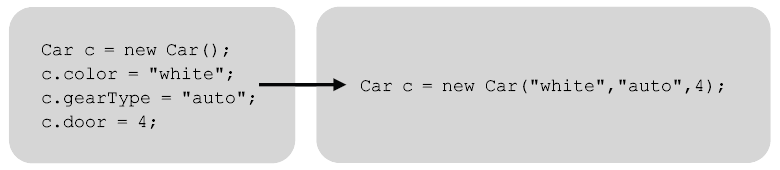 Car c = new Car();
c.color = "white";
c.gearType = "auto";
c.door = 4;
Car c = new Car("white","auto",4);